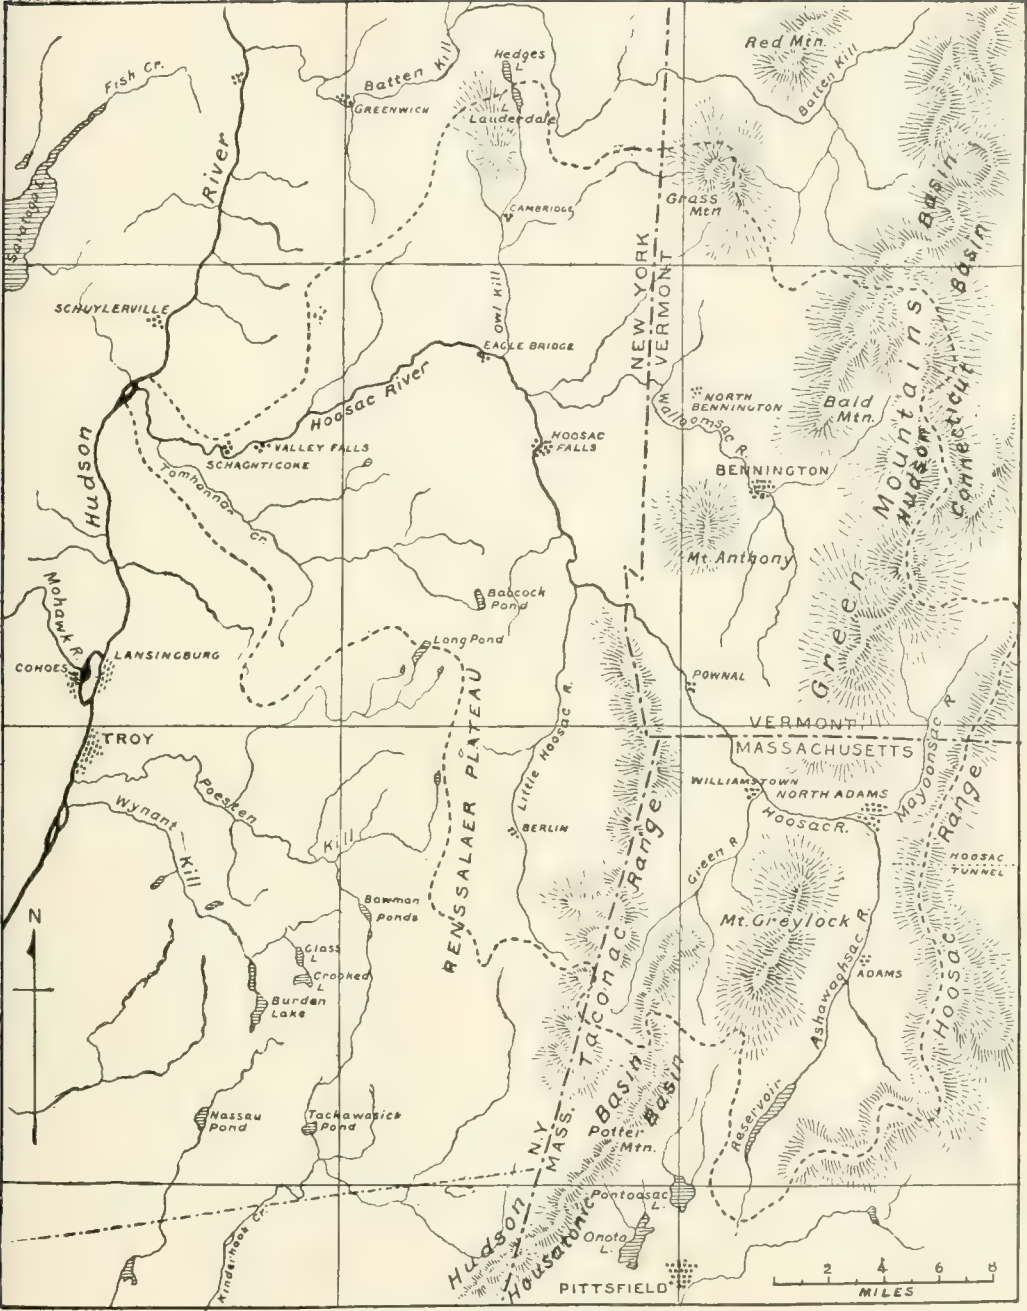 Fish Cr.
Saratoga L.
River
Batten Kill
GREENWICH
Hedges
L
L
Lauderdale
CAMBRIDGE
Red Mtn.
Batten Kill
Grass
Mtn
Basin
Basin
SCHUYLERVILLE
Owl Kill
EAGLE BRIDGE
NEW YORK
VERMONT
Hoosac River
VALLEY FALLS
SCHAGHTICOKE
HOOSAC
FALLS
NORTH
BENNINGTON
Walloomsac R.
BENNINGTON
Bald
Mtn.
Green Mountains
Hudson
Connecticut
Hudson
Tomhannac Cr.
Mt. Anthony
Babcock
Pond
Long Pond
Mohawk R.
COHOES
LANSINGBURG
POWNAL
TROY
VERMONT
MASSACHUSETTS
Little Hoosac R.
RENSSALAER PLATEAU
WILLIAMSTOWN
NORTH ADAMS
Hoosac R.
Mayoonsac R
Poesten Kill
Wynant Kill
BERLIN
Green R
HOOSAC
TUNNEL
Bowman
Ponds
Taconac Range
Mt. Greylock
Hoosac Range
N
Glass
L
Crooked
L
Burden
Lake
Ashawaghsac R.
ADAMS
Nassau
Pond
Tackawasick
Pond
Basin
Basin
Reservoir
N.Y
MASS.
Potter
Mtn.
Pontoosac
L.
Onota
L.
Hudson
Housatonic
Kinderhook Cr.
PITTSFIELD
2 4 6 8
MILES